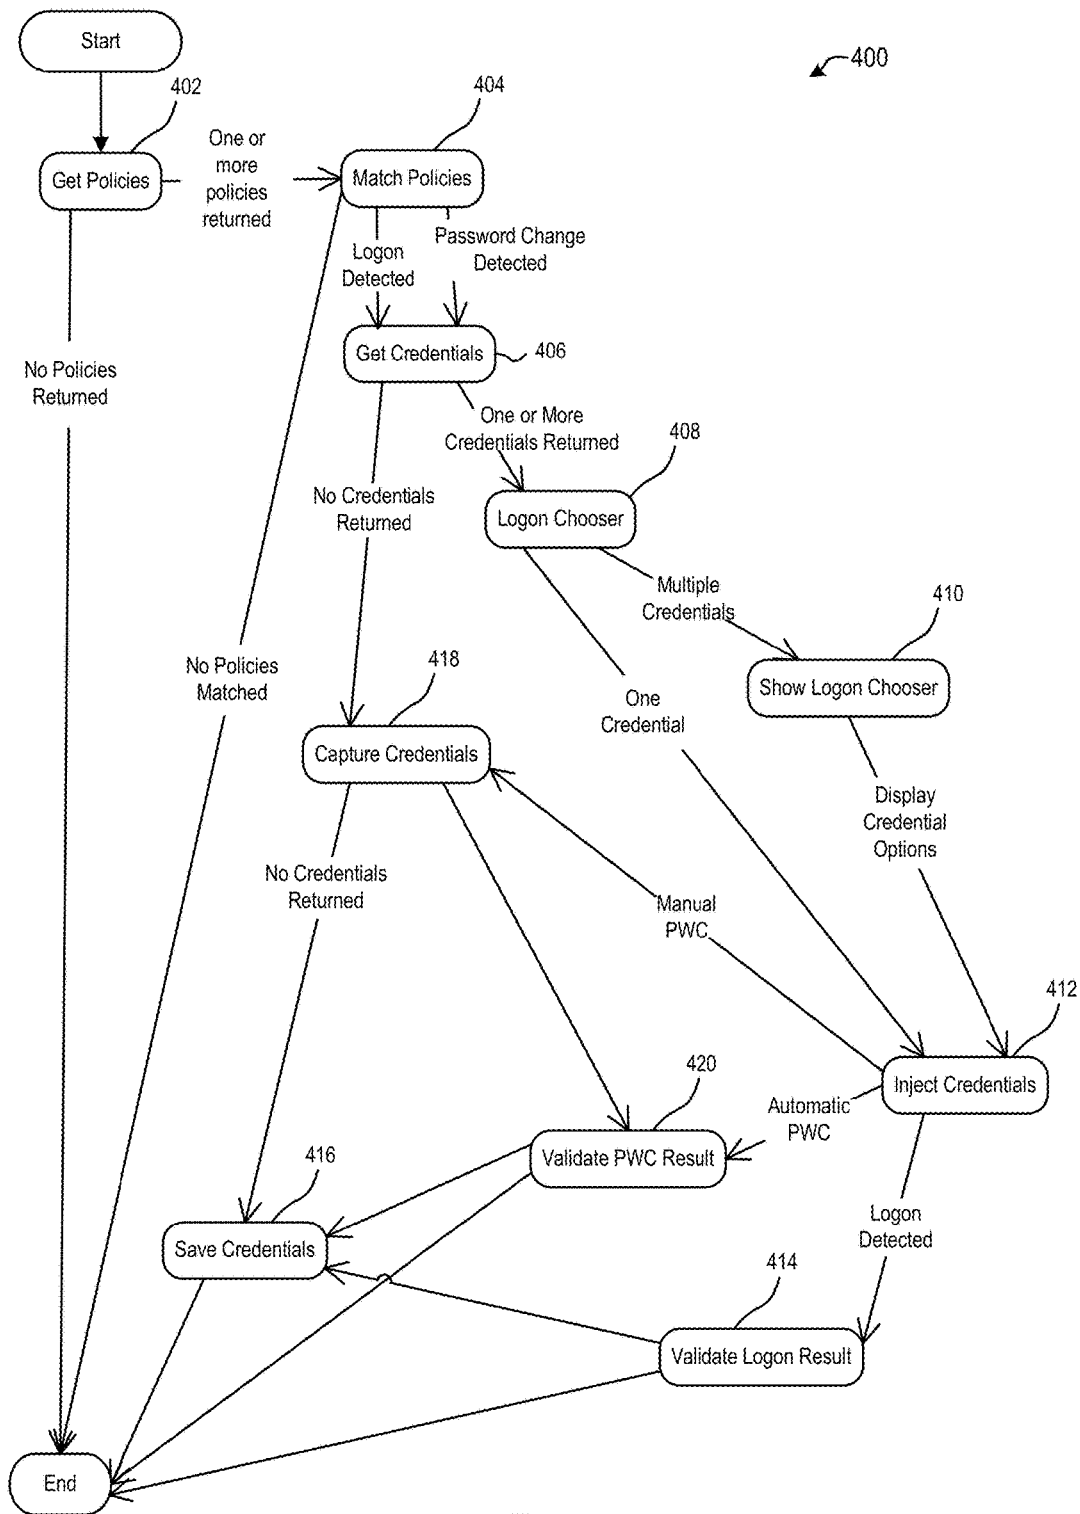 Start
400
402
404
One or
more
policies
returned
Get Policies
Match Policies
Password Change
Detected
Logon
Detected
Get Credentials
406
No Policies
Returned
One or More
Credentials Returned
408
No Credentials
Returned
Logon Chooser
Multiple
Credentials
410
No Policies
Matched
418
Show Logon Chooser
One
Credential
Capture Credentials
Display
Credential
Options
No Credentials
Returned
Manual
PWC
412
420
Inject Credentials
Automatic
PWC
416
Validate PWC Result
Logon
Detected
Save Credentials
414
Validate Logon Result
End